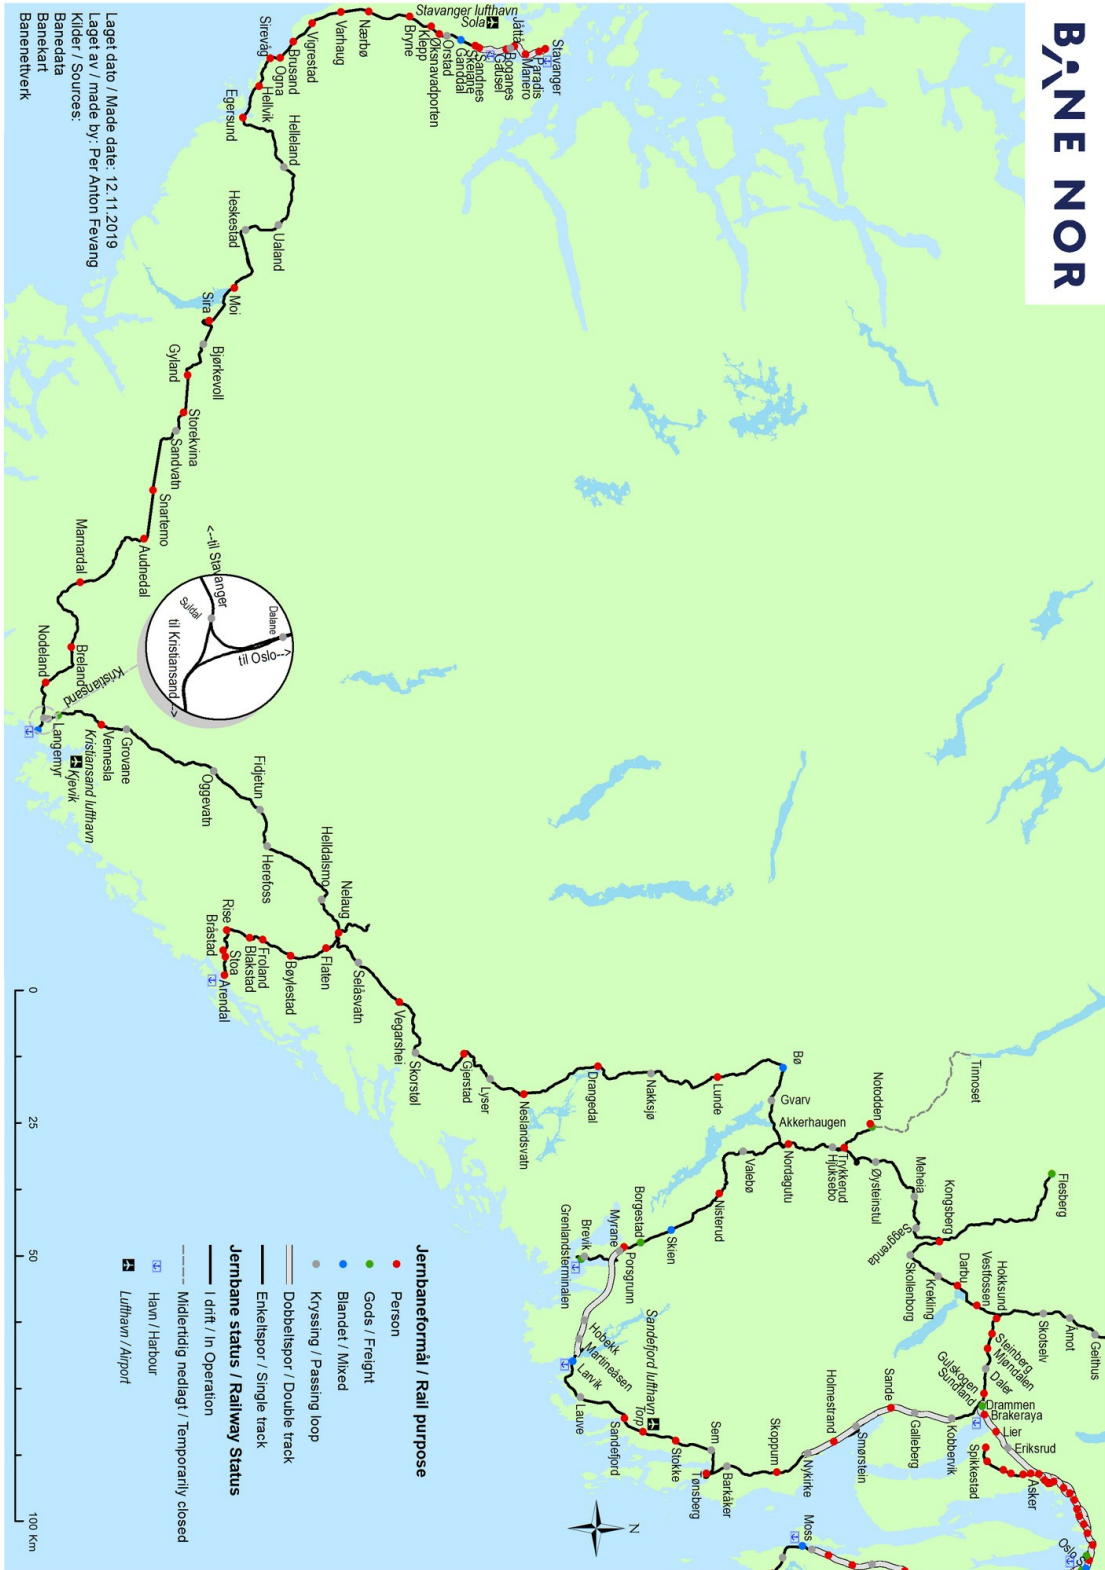 BANE NOR
Laget dato / Made date: 12.11.2019
Laget av / made by: Per Anton Fevang
Kilder / Sources:
Banedata
Banekart
Banenettverk
Stavanger
Paradis
Mariero
Jåttå
Boganes
Gausel
Sandnes
Skeiane
Ganddal
Orstad
Øksnavadporten
Klepp
Bryne
Stavanger lufthavn
Sola
Nærbø
Varhaug
Vigrestad
Brusand
Ogna
Sirevåg
Hellvik
Egersund
Helleland
Ualand
Heskestad
Moi
Sira
Bjørkevoll
Gyland
Storekvina
Sandvatn
Snartemo
Audnedal
Marnardal
Breland
Nodeland
Kristiansand
Langemyr
<--til Stavanger
Suldal
Dalane
til Oslo-->
til Kristiansand -->
Vennesla
Grovane
Kristiansand lufthavn
Kjevik
Oggevatn
Fidjetun
Herefoss
Helldalsmo
Nelaug
Flaten
Bøylestad
Froland
Blakstad
Rise
Bråstad
Stoa
Arendal
Selåsvatn
Vegarshei
Skorstøl
Gjerstad
Lyser
Neslandsvatn
Drangedal
Nakksjø
Lunde
Bø
Gvarv
Akkerhaugen
Nordagutu
Hjuksebo
Trykkerud
Notodden
Tinnoset
Øysteinstul
Meheia
Saggrenda
Kongsberg
Flesberg
Skollenborg
Krekling
Darbu
Vestfossen
Hokksund
Skotselv
Åmot
Geithus
Steinberg
Mjøndalen
Daler
Gulskogen
Sundland
Drammen
Brakerøya
Lier
Eriksrud
Spikkestad
Asker
Oslo S
Kobbervik
Galleberg
Sande
Smørstein
Holmestrand
Nykirke
Skoppum
Barkåker
Tønsberg
Sem
Stokke
Sandefjord lufthavn
Torp
Sandefjord
Lauve
Larvik
Martineåsen
Hobekk
Valebø
Nisterud
Skien
Borgestad
Porsgrunn
Myrane
Brevik
Grenlandsterminalen
Moss
N
Jernbaneformål / Rail purpose
Person
Gods / Freight
Blandet / Mixed
Kryssing / Passing loop
Dobbeltspor / Double track
Enkeltspor / Single track
Jernbane status / Railway Status
I drift / In Operation
Midlertidig nedlagt / Temporarily closed
Havn / Harbour
Lufthavn / Airport
0
25
50
100 Km